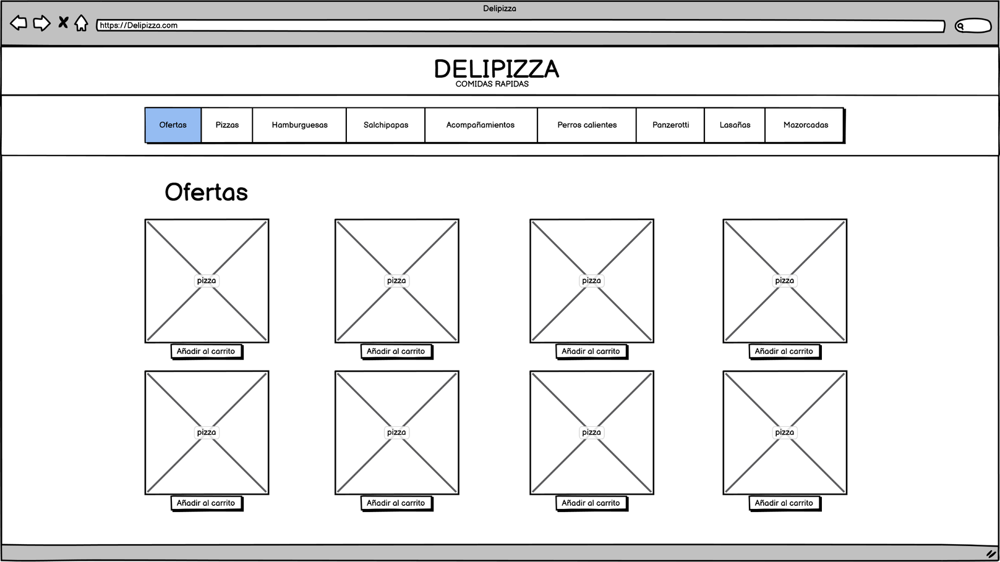 Delipizza
https://Delipizza.com
DELIPIZZA
COMIDAS RAPIDAS
Ofertas Pizzas Hamburguesas Salchipapas Acompañamientos Perros calientes Panzerotti Lasañas Mazorcadas
Ofertas
pizza pizza pizza pizza
Añadir al carrito Añadir al carrito Añadir al carrito Añadir al carrito
pizza pizza pizza pizza
Añadir al carrito Añadir al carrito Añadir al carrito Añadir al carrito